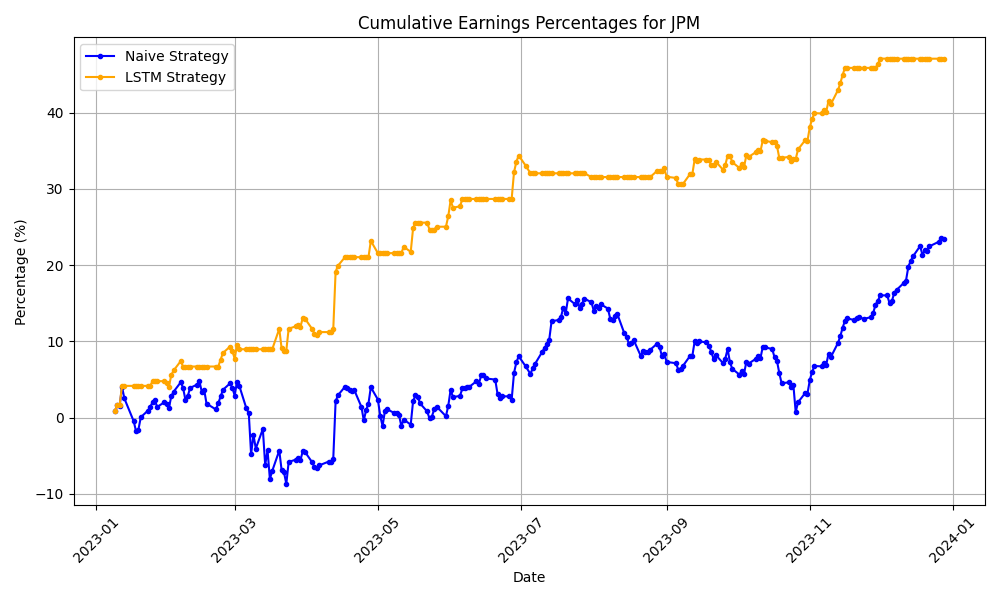 Cumulative Earnings Percentages for JPM
Naive Strategy
LSTM Strategy
Percentage (%)
40
30
20
10
0
−10
2023-01
2023-03
2023-05
2023-07
2023-09
2023-11
2024-01
Date